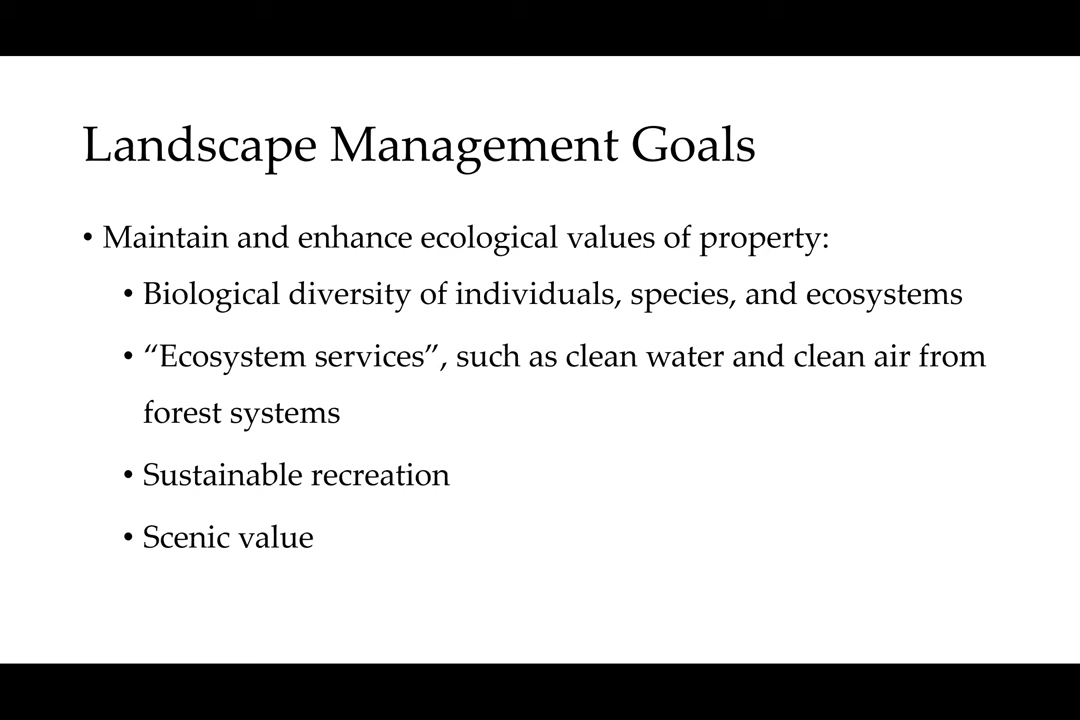 Landscape Management Goals
• Maintain and enhance ecological values of property:
• Biological diversity of individuals, species, and ecosystems
• “Ecosystem services”, such as clean water and clean air from
forest systems
• Sustainable recreation
• Scenic value